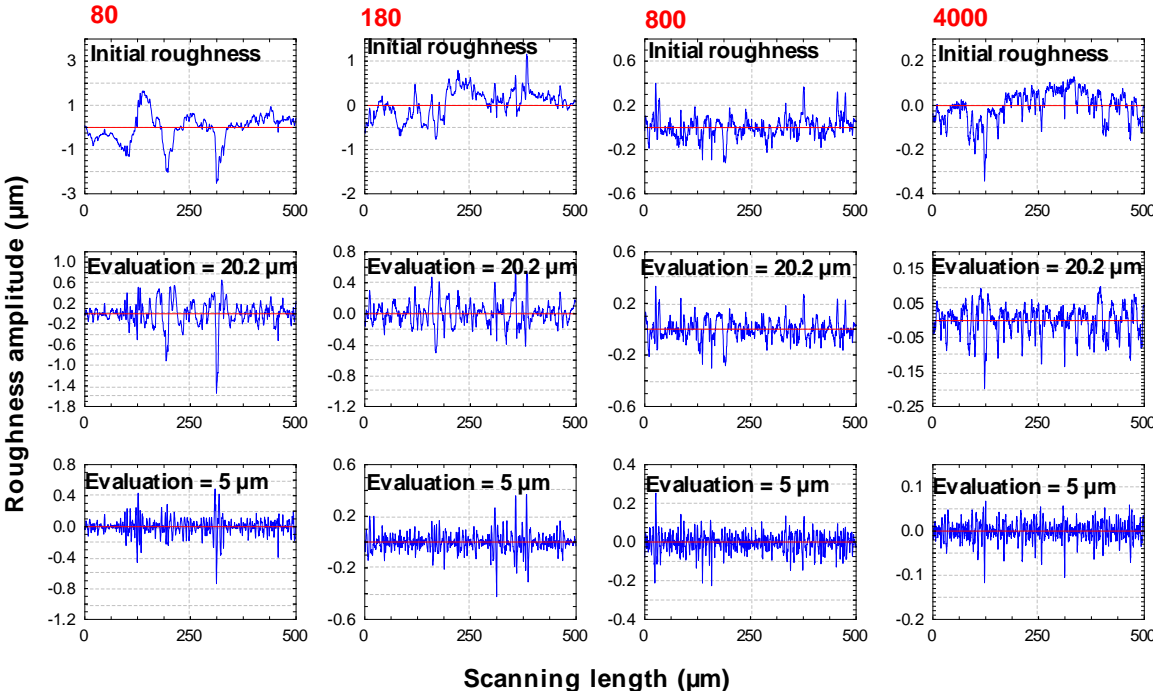 80 180 800 4000
Initial roughness Initial roughness Initial roughness Initial roughness
3 1 -1 -3
1 0 -1 -2
0.8 0.4 0.2 0.0 -0.2 -0.6
0.2 0.0 -0.2 -0.4
0 250 500 0 250 500 0 250 500 0 250 500
Roughness amplitude (µm)
Evaluation = 20.2 µm Evaluation = 20.2 µm Evaluation = 20.2 µm Evaluation = 20.2 µm
1.0 0.6 0.2 -0.2 -0.6 -1.0 -1.4 -1.8
0.8 0.4 0.0 -0.4 -0.8 -1.2
0.6 0.2 0.0 -0.2 -0.6
0.15 0.05 -0.05 -0.15 -0.25
0 250 500 0 250 500 0 250 500 0 250 500
Evaluation = 5 µm Evaluation = 5 µm Evaluation = 5 µm Evaluation = 5 µm
0.8 0.4 0.0 -0.4 -0.8 -1.2
0.6 0.2 0.0 -0.2 -0.6
0.4 0.2 0.0 -0.2 -0.4
0.1 0.0 -0.1 -0.2
0 250 500 0 250 500 0 250 500 0 250 500
Scanning length (µm)